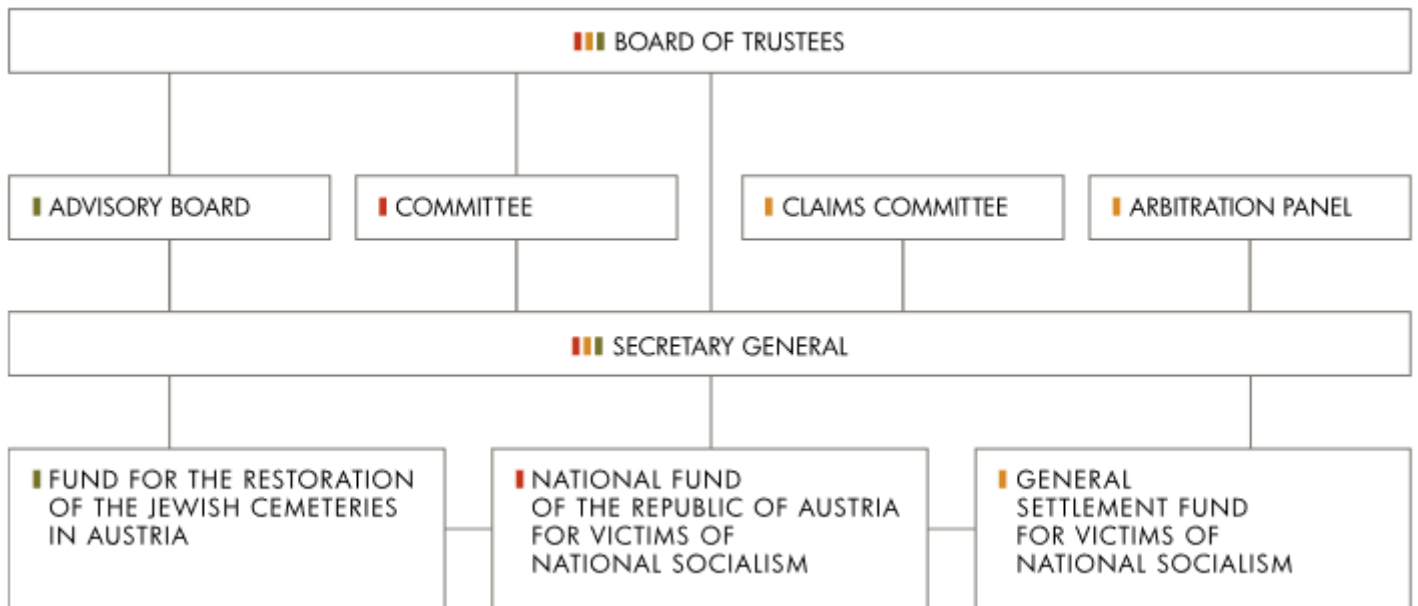 BOARD OF TRUSTEES
ADVISORY BOARD
COMMITTEE
CLAIMS COMMITTEE
ARBITRATION PANEL
SECRETARY GENERAL
FUND FOR THE RESTORATION
OF THE JEWISH CEMETERIES
IN AUSTRIA
NATIONAL FUND
OF THE REPUBLIC OF AUSTRIA
FOR VICTIMS OF
NATIONAL SOCIALISM
GENERAL
SETTLEMENT FUND
FOR VICTIMS OF
NATIONAL SOCIALISM